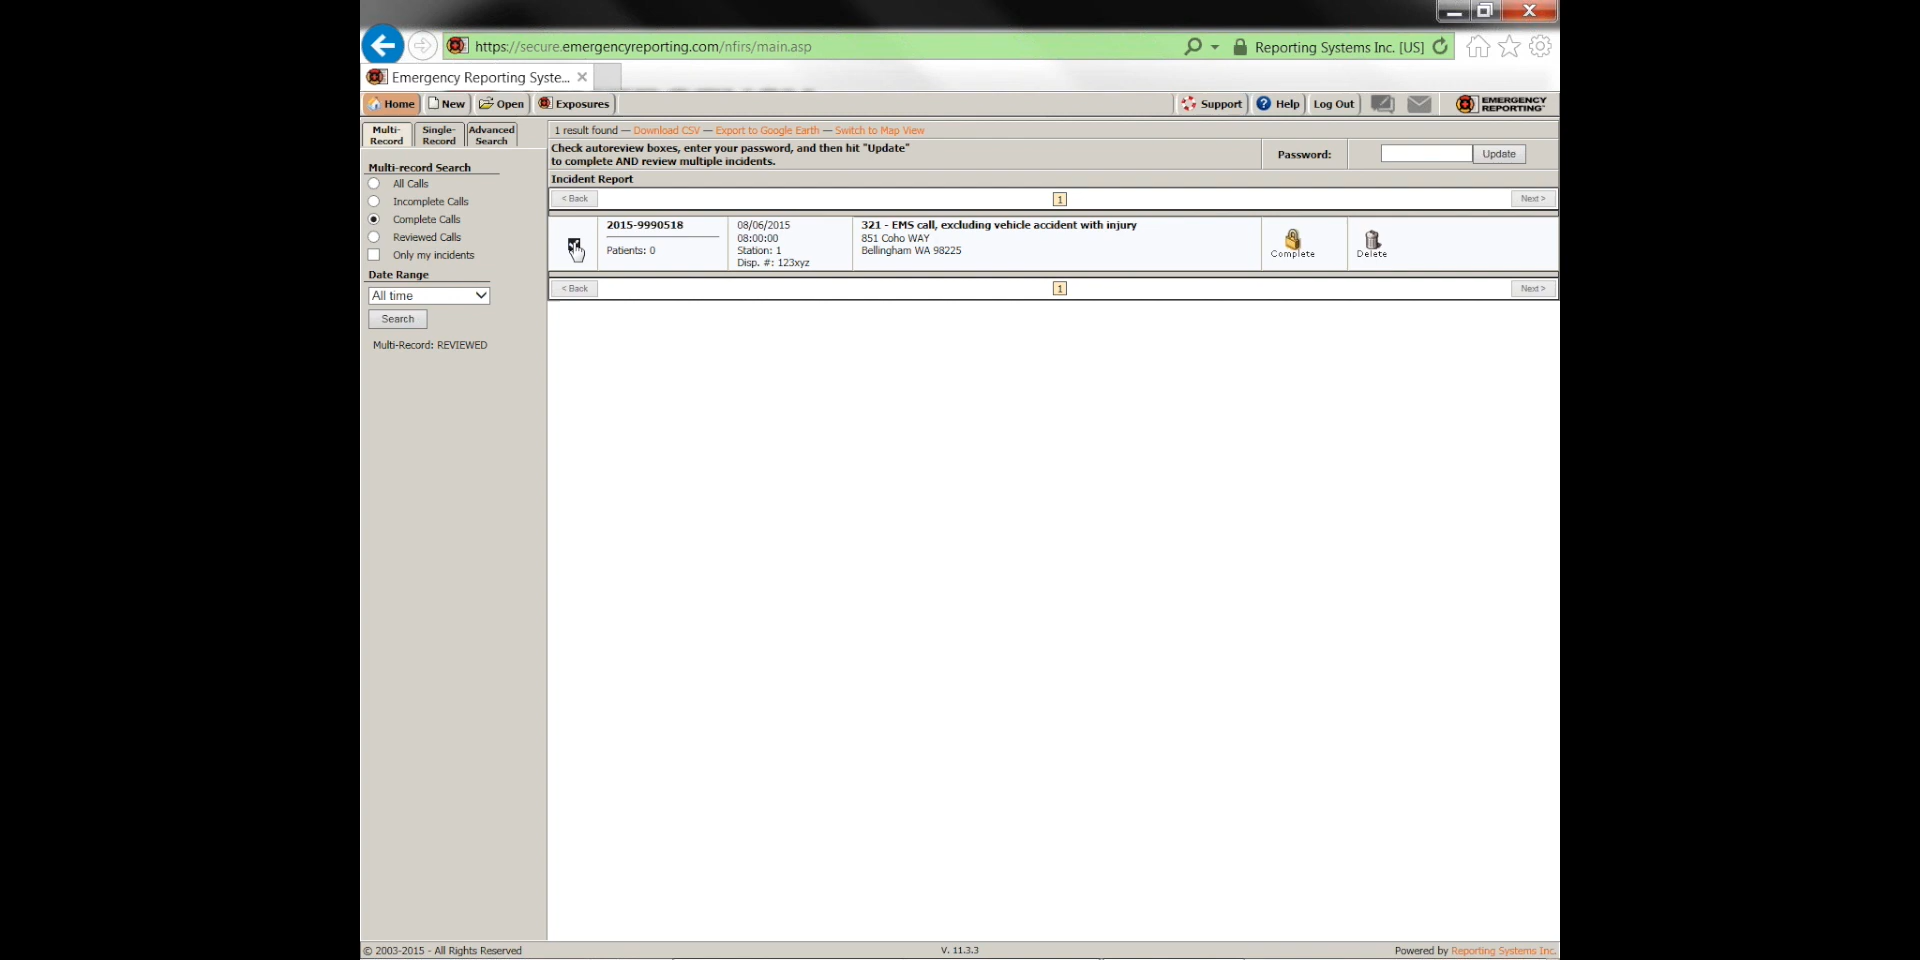 https://secure.emergencyreporting.com/nfirs/main.asp
Reporting Systems Inc. [US]
Emergency Reporting Syste...
Home New Open Exposures Support Help Log Out EMERGENCY REPORTING
Multi-Record Single-Record Advanced Search
1 result found — Download CSV — Export to Google Earth — Switch to Map View
Check autoreview boxes, enter your password, and then hit "Update"
to complete AND review multiple incidents.
Password: Update
Multi-record Search
All Calls
Incomplete Calls
Complete Calls
Reviewed Calls
Only my incidents
Date Range
All time
Search
Multi-Record: REVIEWED
Incident Report
< Back 1 Next >
2015-9990518
Patients: 0
08/06/2015
08:00:00
Station: 1
Disp. #: 123xyz
321 - EMS call, excluding vehicle accident with injury
851 Coho WAY
Bellingham WA 98225
Complete
Delete
< Back 1 Next >
© 2003-2015 - All Rights Reserved V. 11.3.3 Powered by Reporting Systems Inc.